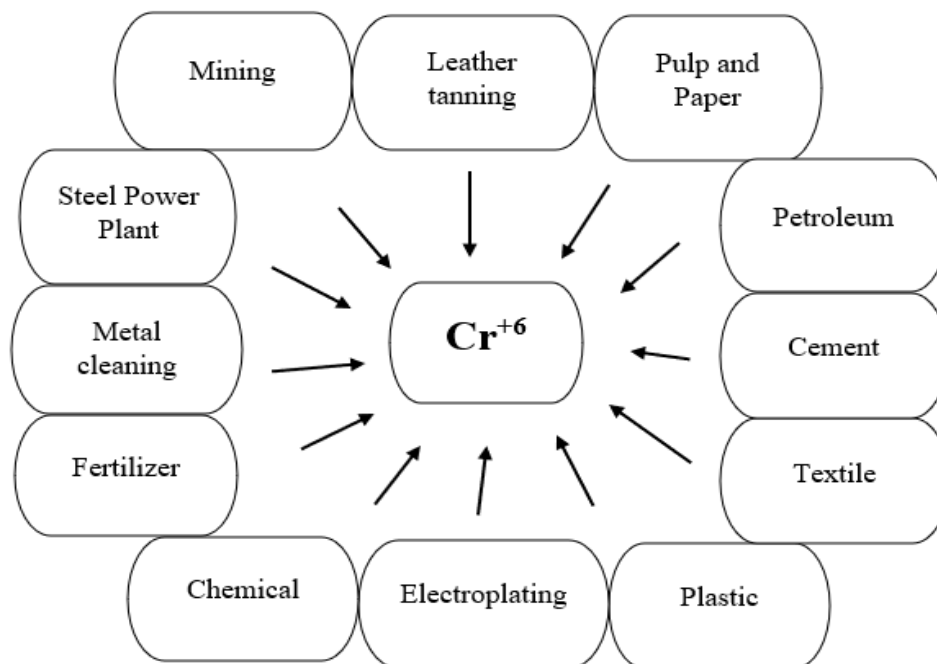 Mining
Leather
tanning
Pulp and
Paper
Steel Power
Plant
Petroleum
Cr+6
Metal
cleaning
Cement
Fertilizer
Textile
Chemical
Electroplating
Plastic